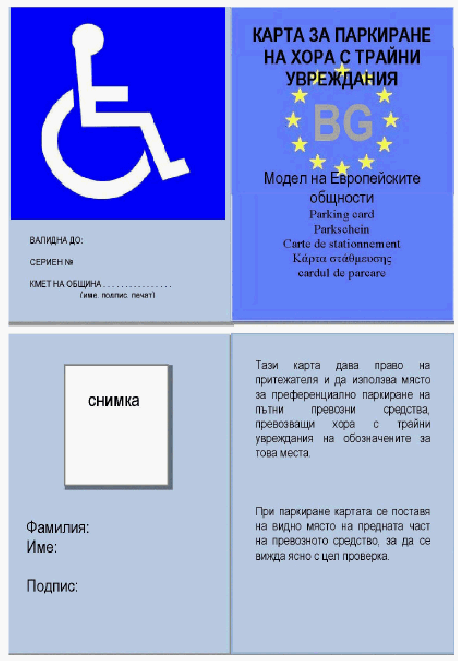 ВАЛИДНА ДО:
СЕРИЕН №
КМЕТ НА ОБЩИНА . . . . . . . . . . . . . . .
(име, подпис, печат)
КАРТА ЗА ПАРКИРАНЕ
НА ХОРА С ТРАЙНИ
УВРЕЖДАНИЯ
BG
Модел на Европейските
общности
Parking card
Parkschein
Carte de stationnement
Κάρτα στάθμευσης
cardul de parcare
снимка
Фамилия:
Име:
Подпис:
Тази карта дава право на
притежателя и да използва място
за преференциално паркиране на
пътни превозни средства,
превозващи хора с трайни
увреждания на обозначените за
това места.
При паркиране картата се поставя
на видно място на предната част
на превозното средство, за да се
вижда ясно с цел проверка.